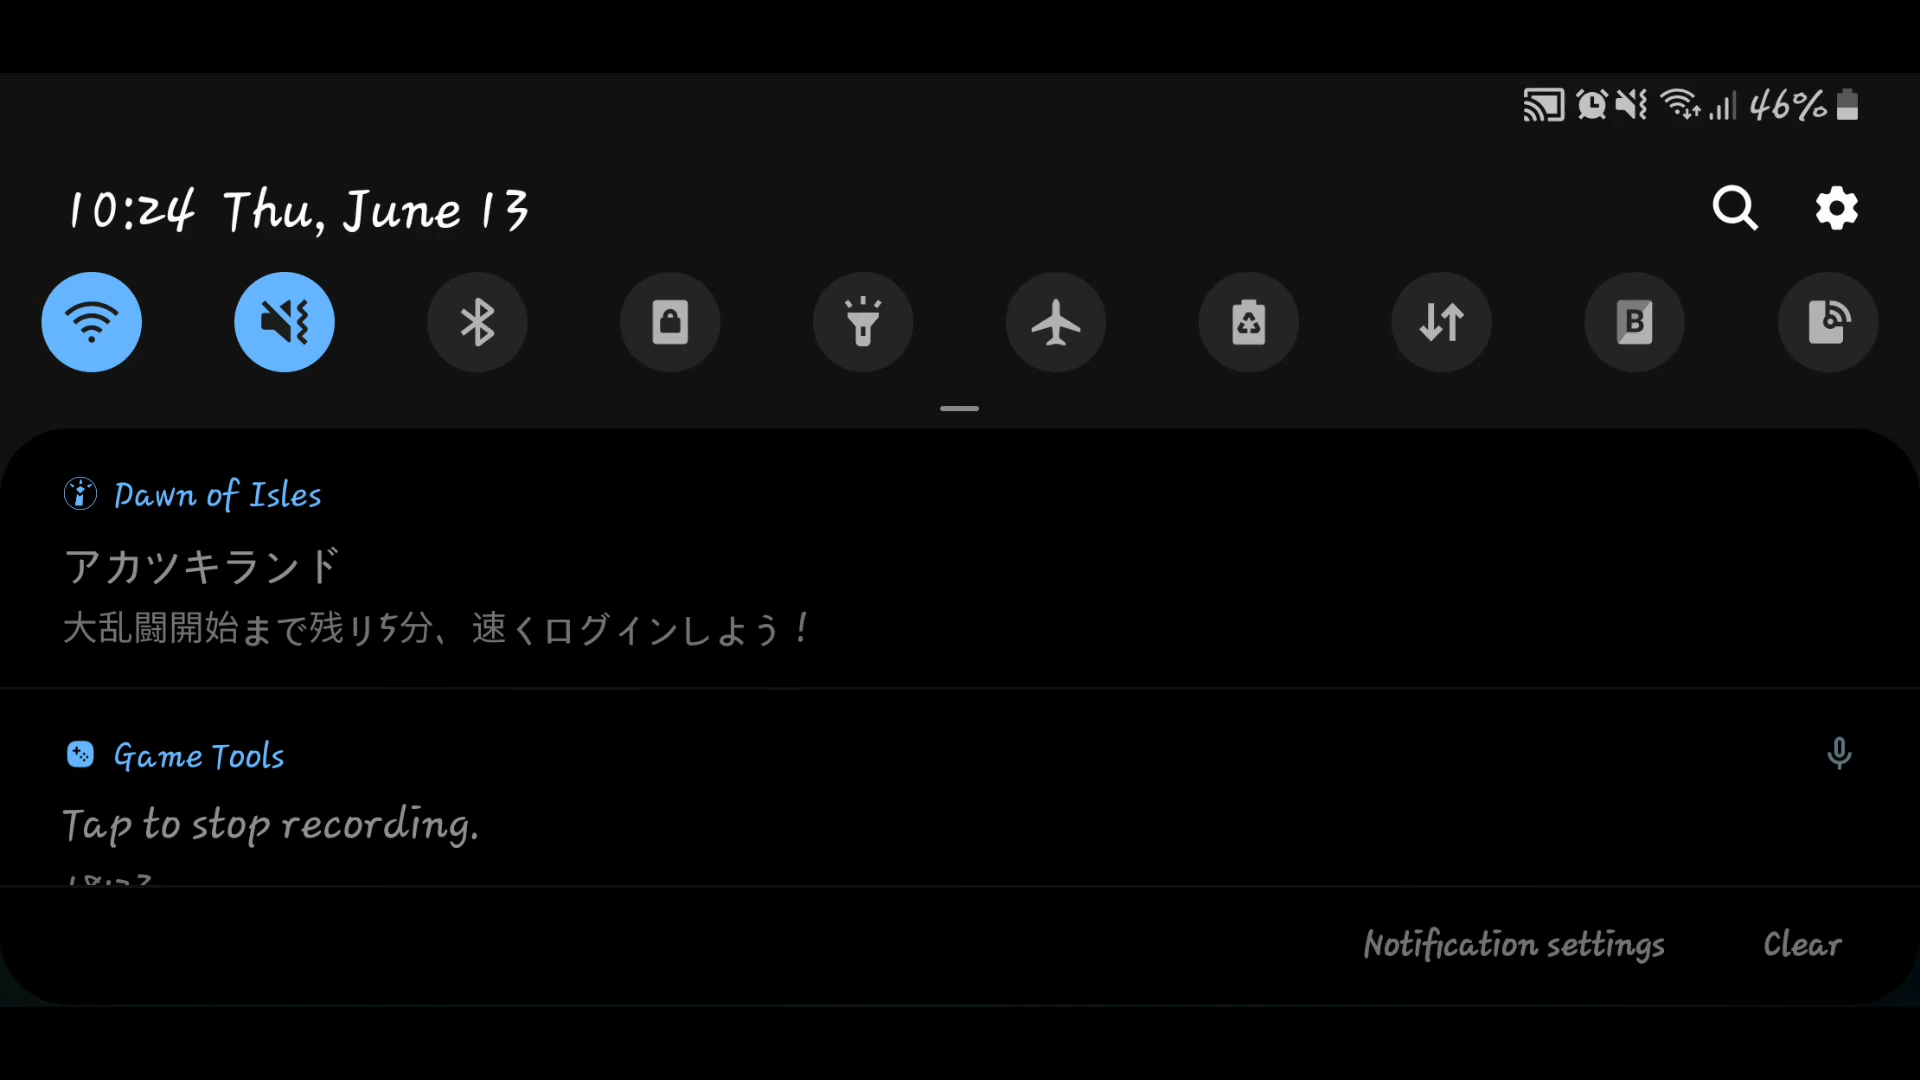 46%
10:24 Thu, June 13
B
Dawn of Isles
アカツキランド
大乱闘開始まで残り5分、速くログインしよう！
Game Tools
Tap to stop recording.
Notification settings
Clear